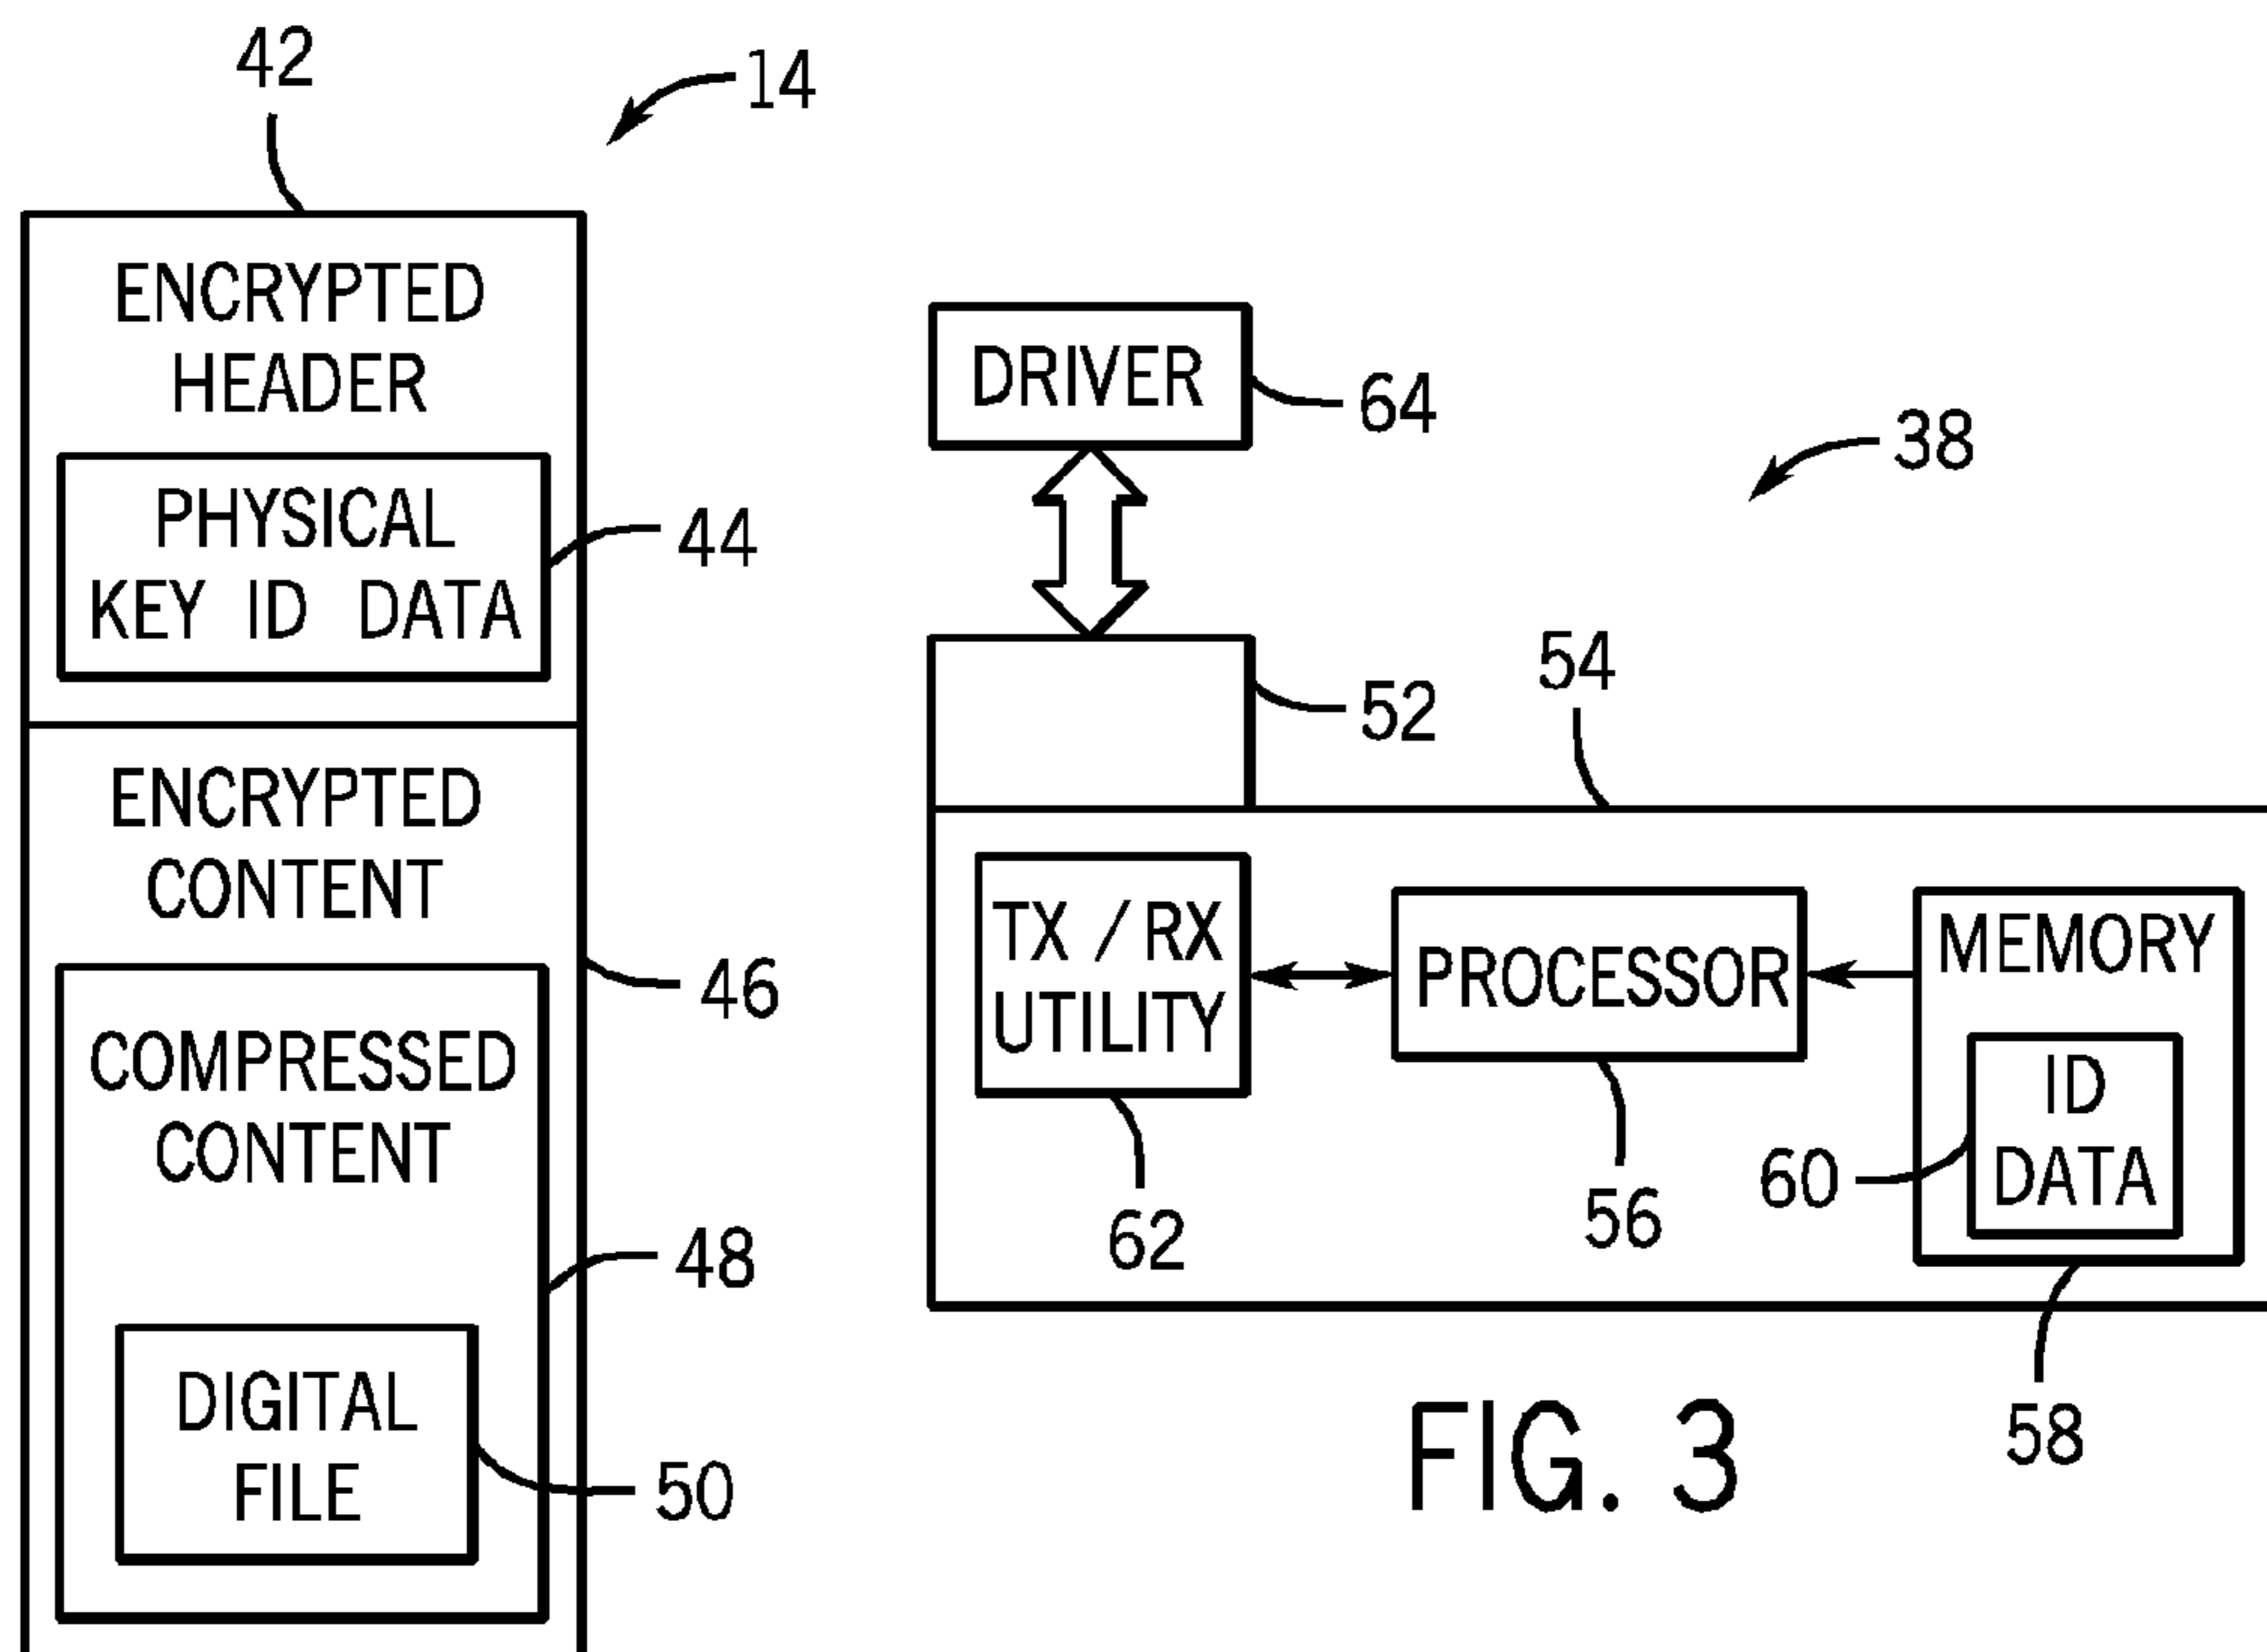 42
14
ENCRYPTED
HEADER
PHYSICAL
KEY ID DATA
44
ENCRYPTED
CONTENT
46
COMPRESSED
CONTENT
48
DIGITAL
FILE
50
DRIVER
64
38
52
54
TX / RX
UTILITY
62
PROCESSOR
56
MEMORY
ID
DATA
60
58
FIG. 3